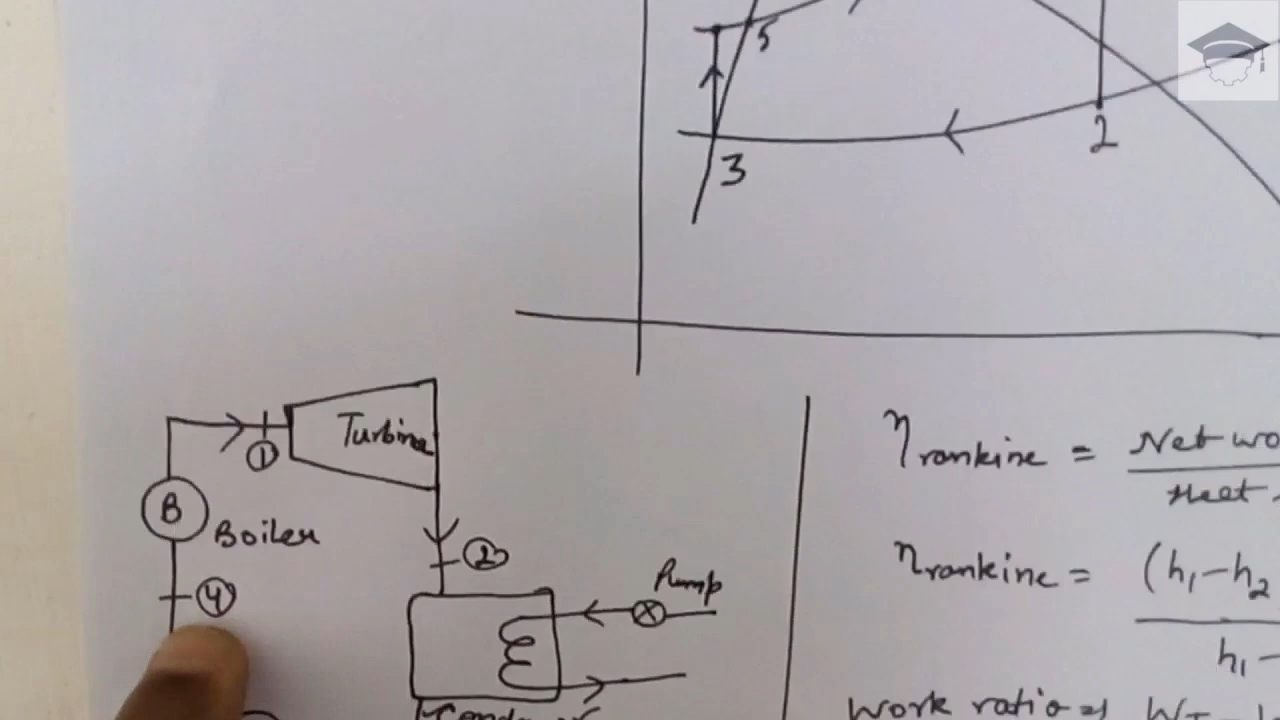 5
2
3
Turbine
1
B
Boiler
2
4
Pump
η rankine = Net wo
Heat
η rankine = (h1-h2
h1-
Work ratio =